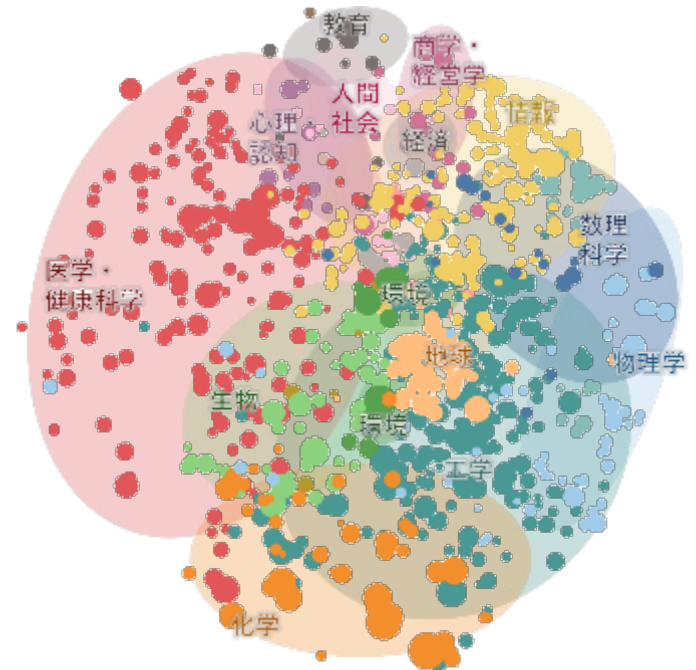 教育
商学・
経営学
人間
社会
情報
心理・
認知
経済
数理
科学
医学・
健康科学
環境
地球
物理学
生物
環境
工学
化学